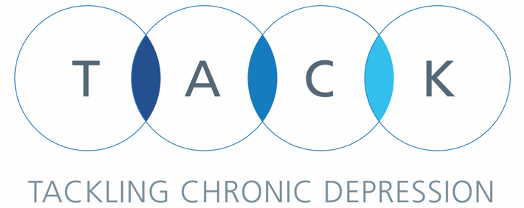 T A C K
TACKLING CHRONIC DEPRESSION